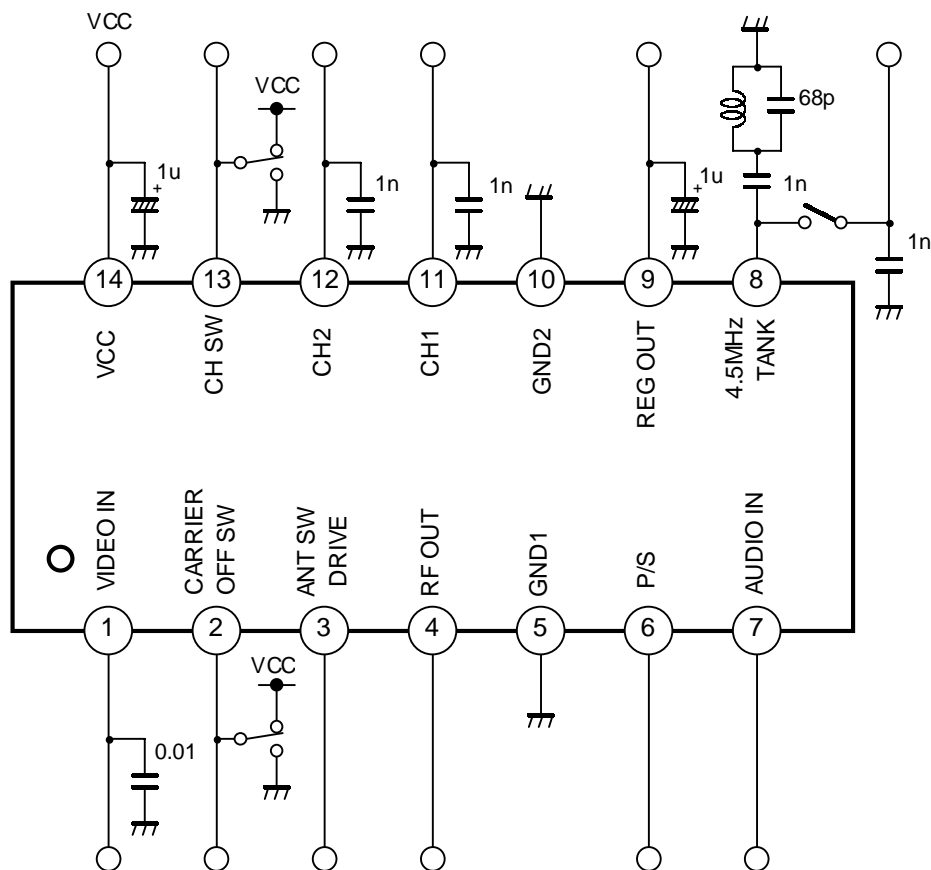 VCC
VCC
68p
1u
+
1n
1n
1u
+
1n
1n
14
13
12
11
10
9
8
VCC
CH SW
CH2
CH1
GND2
REG OUT
4.5MHz
TANK
VIDEO IN
CARRIER
OFF SW
ANT SW
DRIVE
RF OUT
GND1
P/S
AUDIO IN
1
2
3
4
5
6
7
VCC
0.01